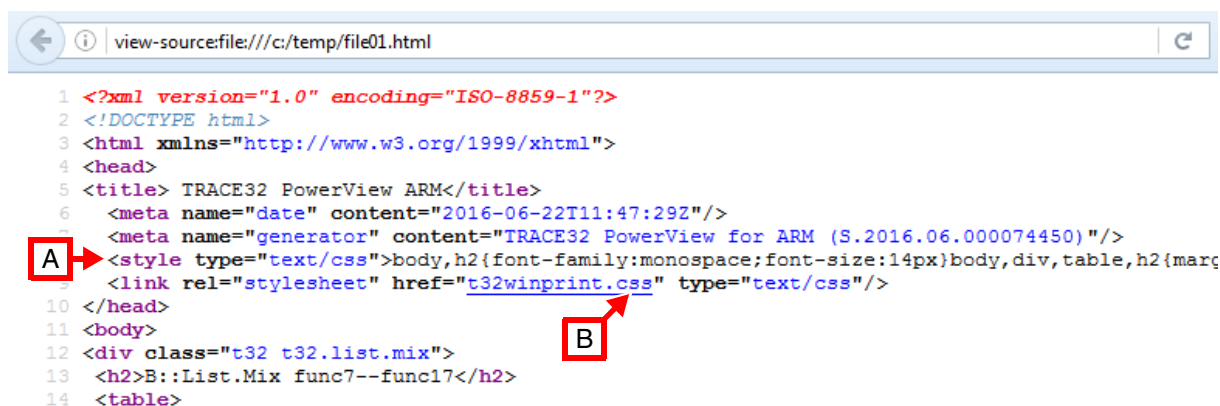 view-source:file:///c:/temp/file01.html
1 <?xml version="1.0" encoding="ISO-8859-1"?>
2 <!DOCTYPE html>
3 <html xmlns="http://www.w3.org/1999/xhtml">
4 <head>
5 <title> TRACE32 PowerView ARM</title>
6 <meta name="date" content="2016-06-22T11:47:29Z"/>
7 <meta name="generator" content="TRACE32 PowerView for ARM (S.2016.06.000074450)"/>
A <style type="text/css">body,h2{font-family:monospace;font-size:14px}body,div,table,h2{marg
9 <link rel="stylesheet" href="t32winprint.css" type="text/css"/>
10 </head>
11 <body>
B
12 <div class="t32 t32.list.mix">
13 <h2>B::List.Mix func7--func17</h2>
14 <table>